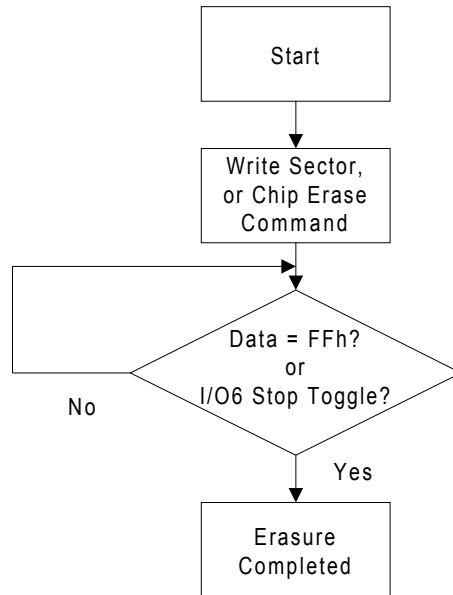 Start
Write Sector,
or Chip Erase
Command
Data = FFh?
or
I/O6 Stop Toggle?
No
Yes
Erasure
Completed